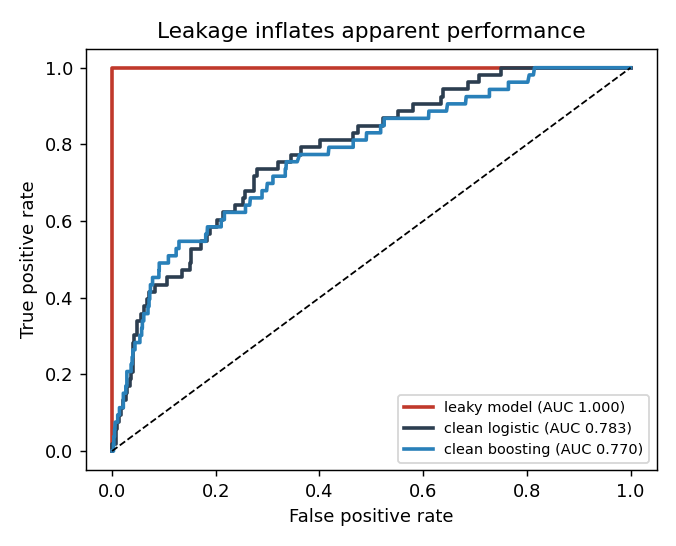 Leakage inflates apparent performance
True positive rate
1.0
0.8
0.6
0.4
0.2
0.0
leaky model (AUC 1.000)
clean logistic (AUC 0.783)
clean boosting (AUC 0.770)
0.0 0.2 0.4 0.6 0.8 1.0
False positive rate